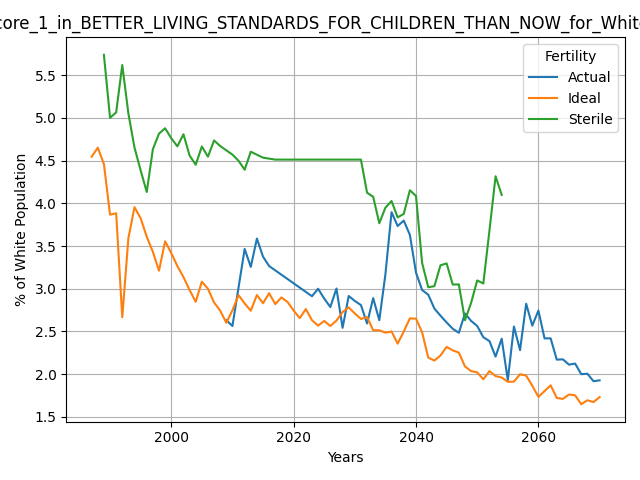 core_1_in_BETTER_LIVING_STANDARDS_FOR_CHILDREN_THAN_NOW_for_White
Fertility
Actual
Ideal
Sterile
% of White Population
5.5
5.0
4.5
4.0
3.5
3.0
2.5
2.0
1.5
2000
2020
2040
2060
Years